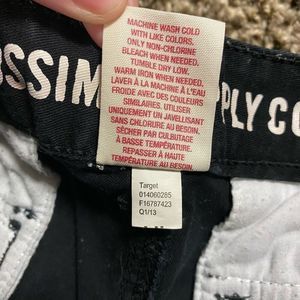 MACHINE WASH COLD
WITH LIKE COLORS.
ONLY NON-CHLORINE
BLEACH WHEN NEEDED.
TUMBLE DRY LOW.
WARM IRON WHEN NEEDED.
LAVER À LA MACHINE À L'EAU
FROIDE AVEC DES COULEURS
SIMILAIRES. UTILISER
UNIQUEMENT UN JAVELLISANT
SANS CHLORURE AU BESOIN.
SÉCHER PAR CULBUTAGE
À BASSE TEMPÉRATURE.
REPASSER À HAUTE
TEMPÉRATURE AU BESOIN.
OSSIM PPLY CO
Target
014060285
F16787423
Q1/13